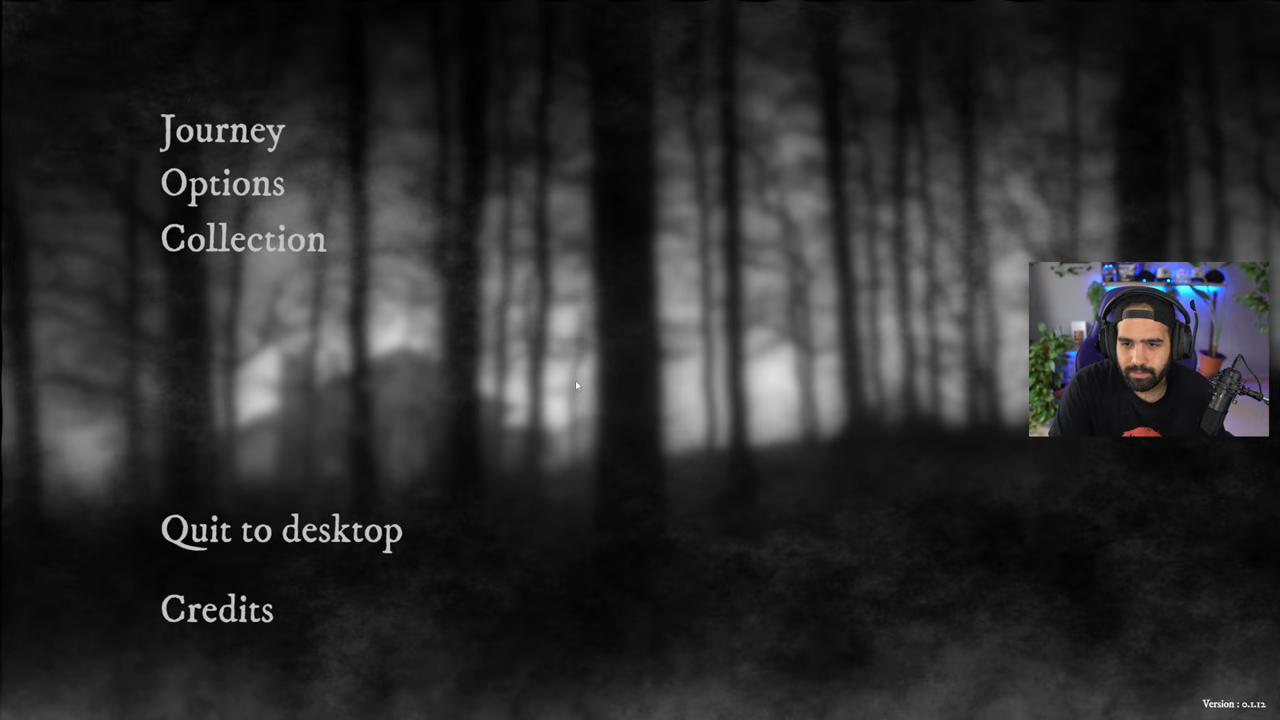 Journey
Options
Collection
Quit to desktop
Credits
Version : 0.1.12